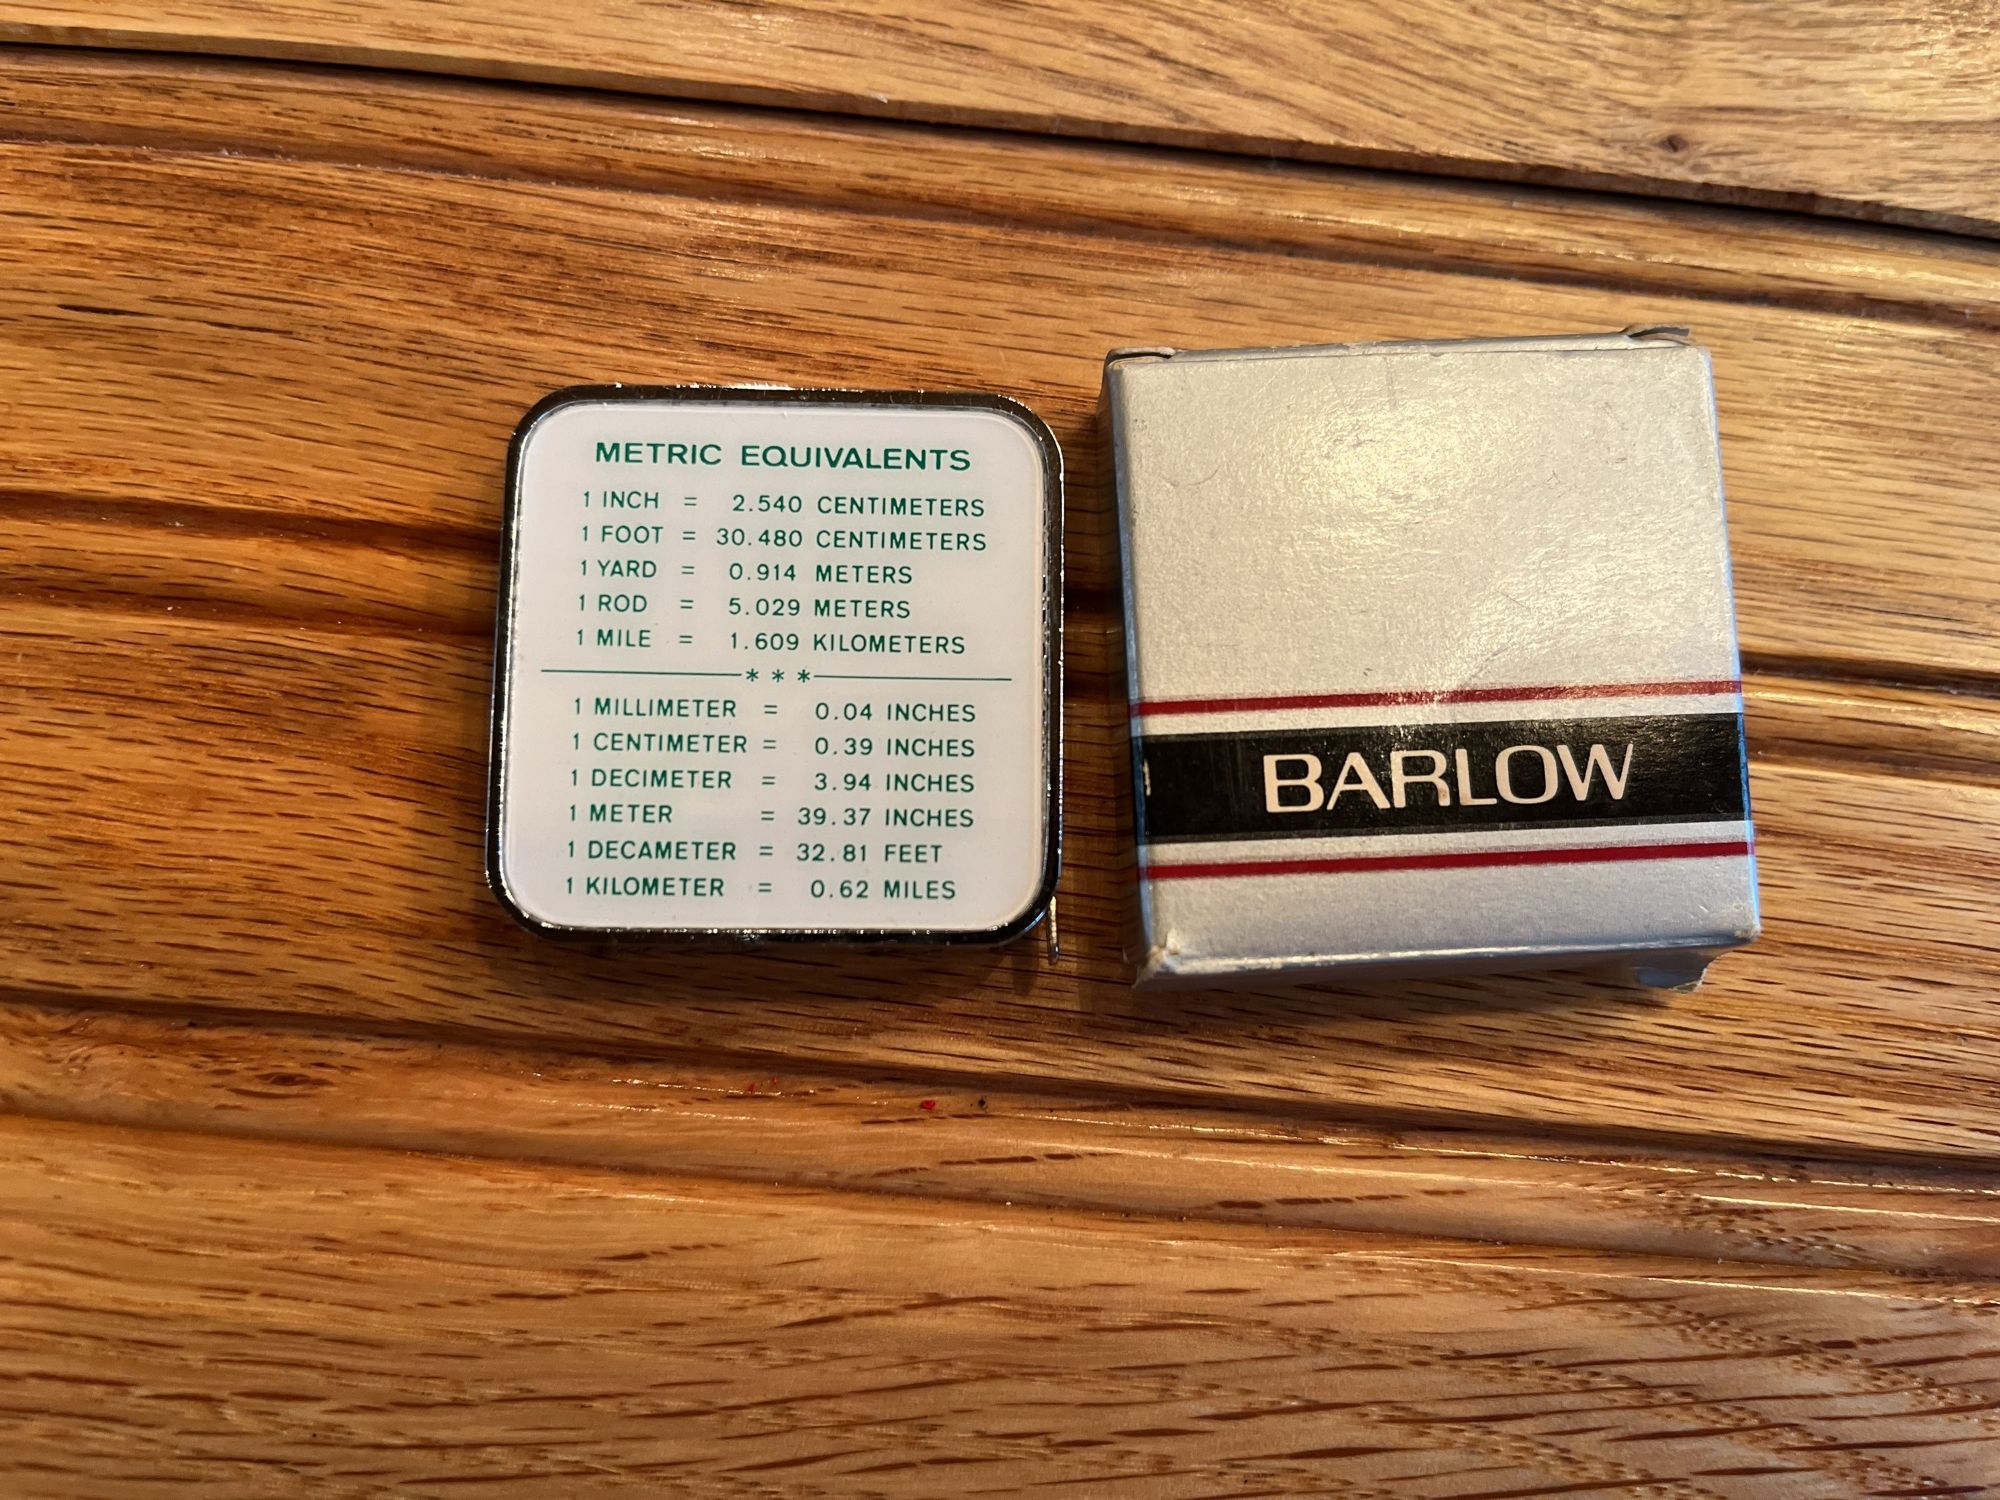 METRIC EQUIVALENTS
1 INCH = 2.540 CENTIMETERS
1 FOOT = 30.480 CENTIMETERS
1 YARD = 0.914 METERS
1 ROD = 5.029 METERS
1 MILE = 1.609 KILOMETERS
***
1 MILLIMETER = 0.04 INCHES
1 CENTIMETER = 0.39 INCHES
1 DECIMETER = 3.94 INCHES
1 METER = 39.37 INCHES
1 DECAMETER = 32.81 FEET
1 KILOMETER = 0.62 MILES
BARLOW